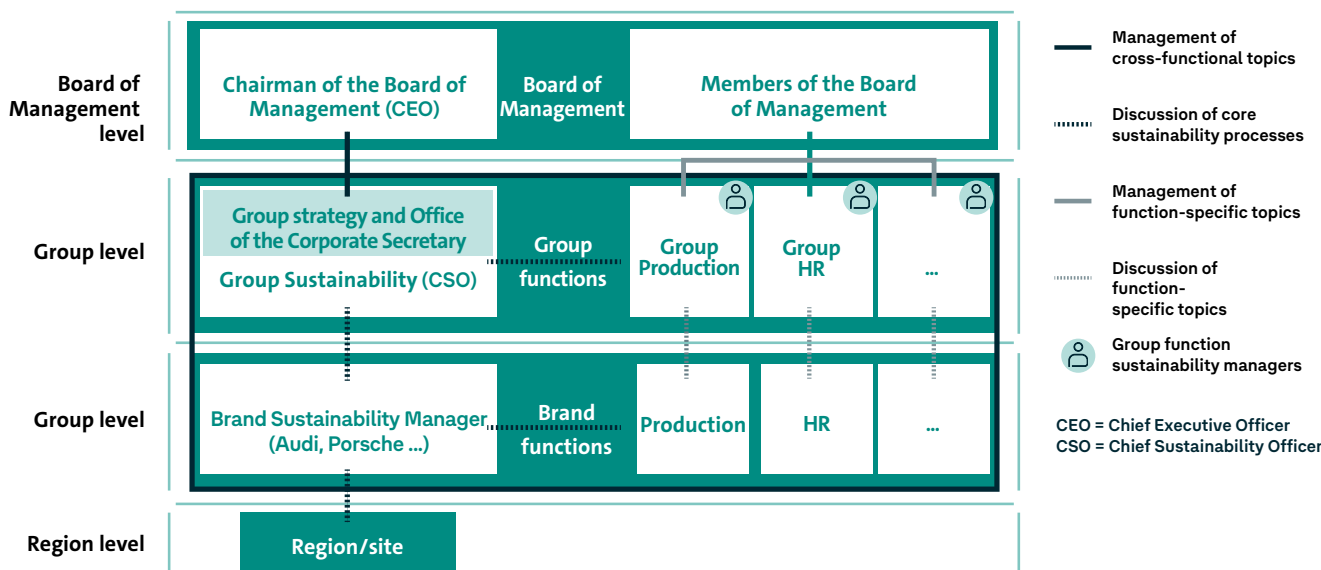 Board of
Management
level
Chairman of the Board of
Management (CEO)
Board of
Management
Members of the Board
of Management
Group level
Group strategy and Office
of the Corporate Secretary
Group Sustainability (CSO)
Group
functions
Group
Production
Group
HR
...
Group level
Brand Sustainability Manager
(Audi, Porsche ...)
Brand
functions
Production
HR
...
Region level
Region/site
Management of
cross-functional topics
Discussion of core
sustainability processes
Management of
function-specific topics
Discussion of
function-
specific topics
Group function
sustainability managers
CEO = Chief Executive Officer
CSO = Chief Sustainability Officer